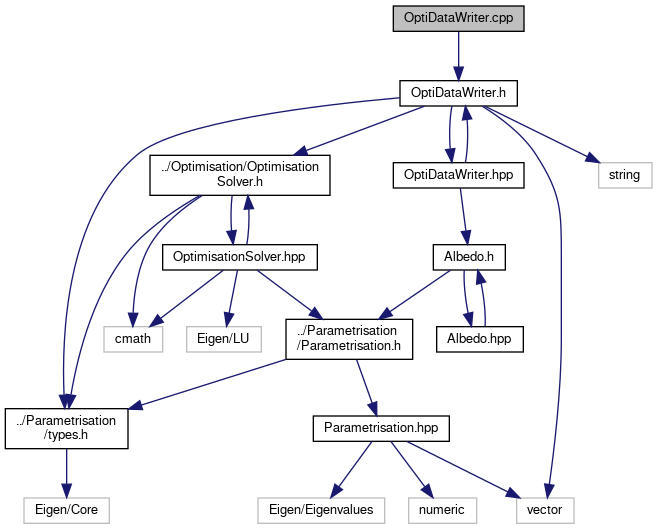 OptiDataWriter.cpp
OptiDataWriter.h
../Optimisation/Optimisation
Solver.h
OptiDataWriter.hpp
string
OptimisationSolver.hpp
Albedo.h
cmath
Eigen/LU
../Parametrisation
/Parametrisation.h
Albedo.hpp
../Parametrisation
/types.h
Parametrisation.hpp
Eigen/Core
Eigen/Eigenvalues
numeric
vector